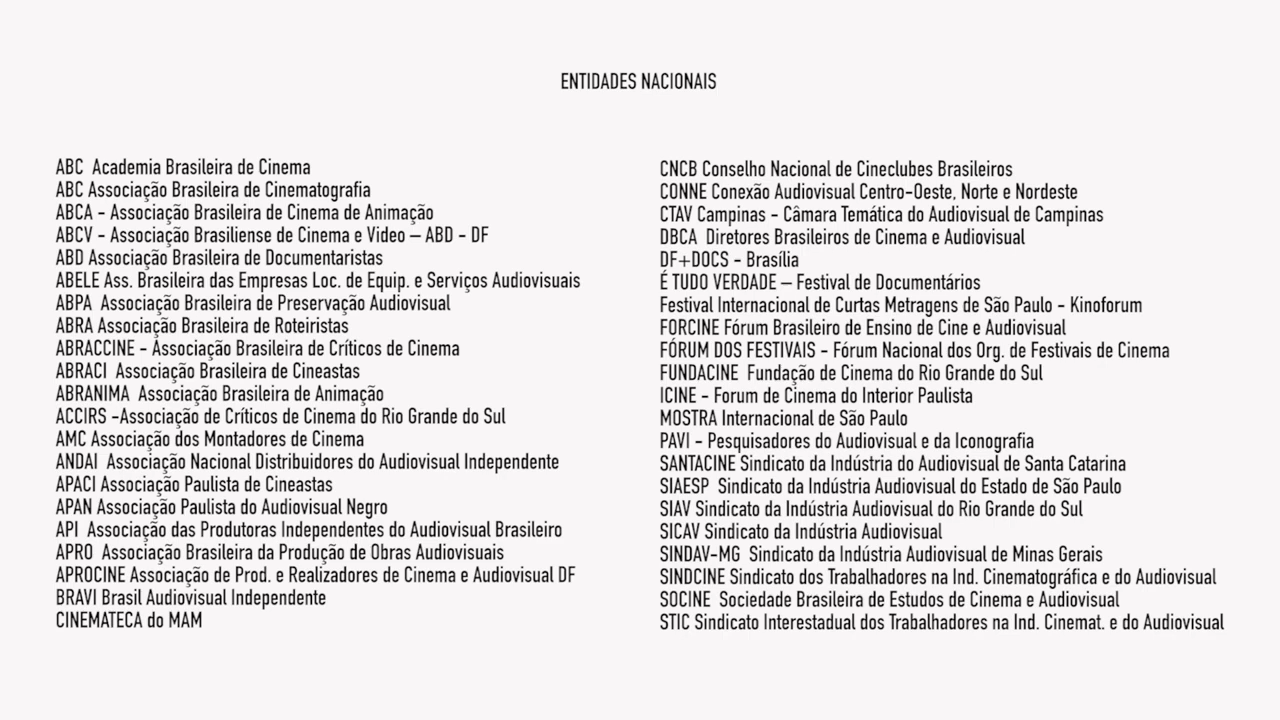 ENTIDADES NACIONAIS
ABC  Academia Brasileira de Cinema
ABC Associação Brasileira de Cinematografia
ABCA - Associação Brasileira de Cinema de Animação
ABCV - Associação Brasiliense de Cinema e Video – ABD - DF
ABD Associação Brasileira de Documentaristas
ABELE Ass. Brasileira das Empresas Loc. de Equip. e Serviços Audiovisuais
ABPA  Associação Brasileira de Preservação Audiovisual
ABRA Associação Brasileira de Roteiristas
ABRACCINE - Associação Brasileira de Críticos de Cinema
ABRACI  Associação Brasileira de Cineastas
ABRANIMA  Associação Brasileira de Animação
ACCIRS -Associação de Críticos de Cinema do Rio Grande do Sul
AMC Associação dos Montadores de Cinema
ANDAI  Associação Nacional Distribuidores do Audiovisual Independente
APACI Associação Paulista de Cineastas
APAN Associação Paulista do Audiovisual Negro
API  Associação das Produtoras Independentes do Audiovisual Brasileiro
APRO  Associação Brasileira da Produção de Obras Audiovisuais
APROCINE Associação de Prod. e Realizadores de Cinema e Audiovisual DF
BRAVI Brasil Audiovisual Independente
CINEMATECA do MAM
CNCB Conselho Nacional de Cineclubes Brasileiros
CONNE Conexão Audiovisual Centro-Oeste, Norte e Nordeste
CTAV Campinas - Câmara Temática do Audiovisual de Campinas
DBCA  Diretores Brasileiros de Cinema e Audiovisual
DF+DOCS - Brasília
É TUDO VERDADE – Festival de Documentários
Festival Internacional de Curtas Metragens de São Paulo - Kinoforum
FORCINE Fórum Brasileiro de Ensino de Cine e Audiovisual
FÓRUM DOS FESTIVAIS - Fórum Nacional dos Org. de Festivais de Cinema
FUNDACINE  Fundação de Cinema do Rio Grande do Sul
ICINE - Forum de Cinema do Interior Paulista
MOSTRA Internacional de São Paulo
PAVI - Pesquisadores do Audiovisual e da Iconografia
SANTACINE Sindicato da Indústria do Audiovisual de Santa Catarina
SIAESP  Sindicato da Indústria Audiovisual do Estado de São Paulo
SIAV Sindicato da Indústria Audiovisual do Rio Grande do Sul
SICAV Sindicato da Indústria Audiovisual
SINDAV-MG  Sindicato da Indústria Audiovisual de Minas Gerais
SINDCINE Sindicato dos Trabalhadores na Ind. Cinematográfica e do Audiovisual
SOCINE  Sociedade Brasileira de Estudos de Cinema e Audiovisual
STIC Sindicato Interestadual dos Trabalhadores na Ind. Cinemat. e do Audiovisual